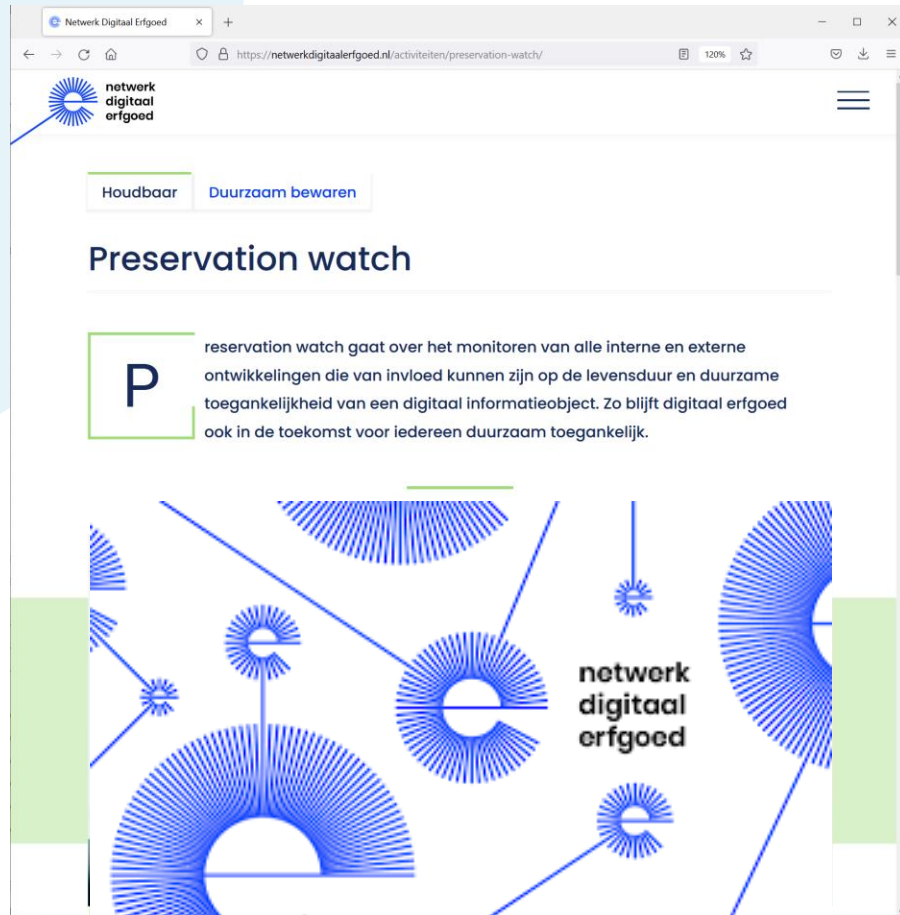 Netwerk Digitaal Erfgoed
https://netwerkdigitaalerfgoed.nl/activiteiten/preservation-watch/
120%
netwerk
digitaal
erfgoed
Houdbaar
Duurzaam bewaren
Preservation watch
Preservation watch gaat over het monitoren van alle interne en externe
ontwikkelingen die van invloed kunnen zijn op de levensduur en duurzame
toegankelijkheid van een digitaal informatieobject. Zo blijft digitaal erfgoed
ook in de toekomst voor iedereen duurzaam toegankelijk.
netwerk
digitaal
erfgoed